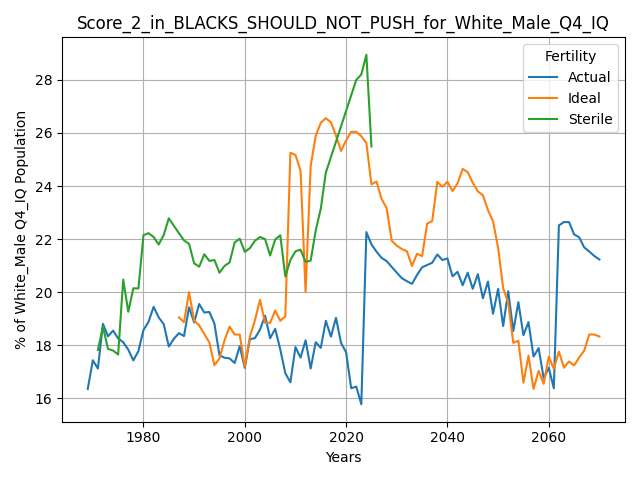 Score_2_in_BLACKS_SHOULD_NOT_PUSH_for_White_Male_Q4_IQ
% of White_Male Q4_IQ Population
28
26
24
22
20
18
16
Fertility
Actual
Ideal
Sterile
1980
2000
2020
2040
2060
Years